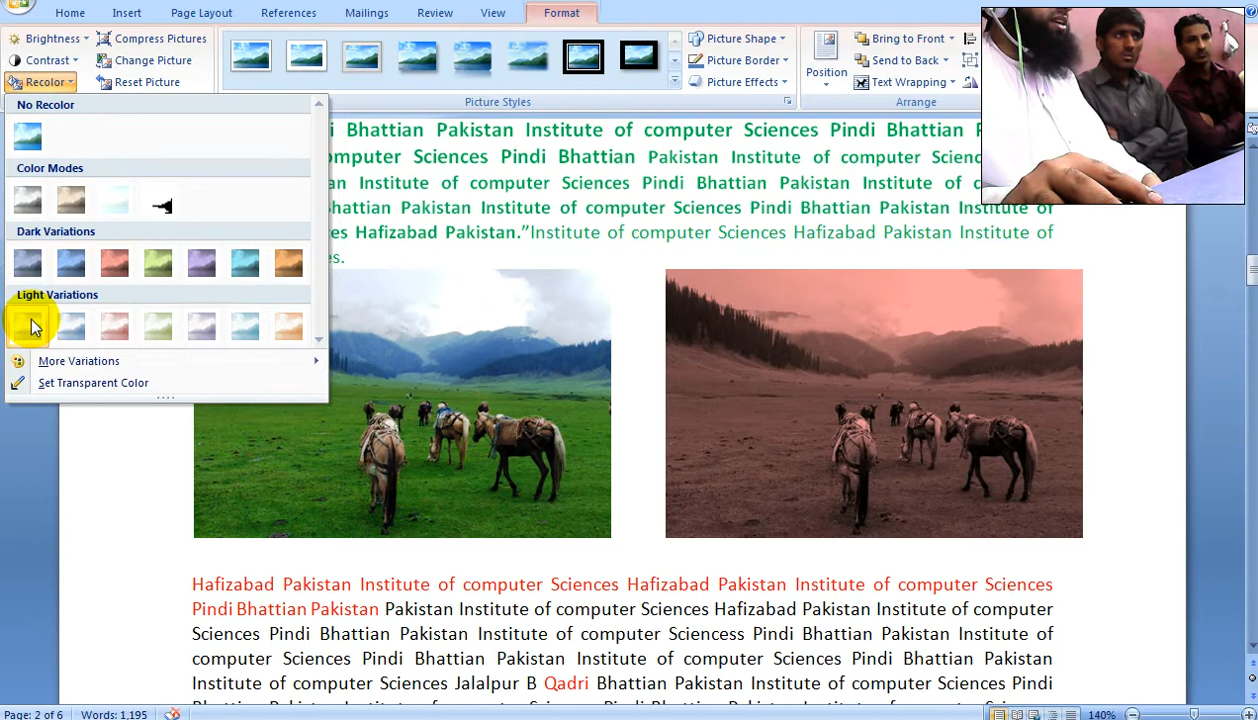 Home Insert Page Layout References Mailings Review View Format
Brightness Compress Pictures Picture Shape Bring to Front
Contrast Change Picture Picture Border Position Send to Back
Recolor Reset Picture Picture Effects Text Wrapping
Picture Styles Arrange
No Recolor
Color Modes
Dark Variations
Light Variations
More Variations
Set Transparent Color
Bhattian Pakistan Institute of computer Sciences Pindi Bhattian
computer Sciences Pindi Bhattian Pakistan Institute of computer
Institute of computer Sciences Pindi Bhattian Pakistan Institute of
Pakistan Institute of computer Sciences Pindi Bhattian Pakistan Institute of
Hafizabad Pakistan.”Institute of computer Sciences Hafizabad Pakistan Institute of
Hafizabad Pakistan Institute of computer Sciences Hafizabad Pakistan Institute of computer Sciences
Pindi Bhattian Pakistan Pakistan Institute of computer Sciences Hafizabad Pakistan Institute of computer
Sciences Pindi Bhattian Pakistan Institute of computer Sciencess Pindi Bhattian Pakistan Institute of
computer Sciences Pindi Bhattian Pakistan Institute of computer Sciences Pindi Bhattian Pakistan
Institute of computer Sciences Jalalpur B Qadri Bhattian Pakistan Institute of computer Sciences Pindi
Page: 2 of 6 Words: 1,195 140%